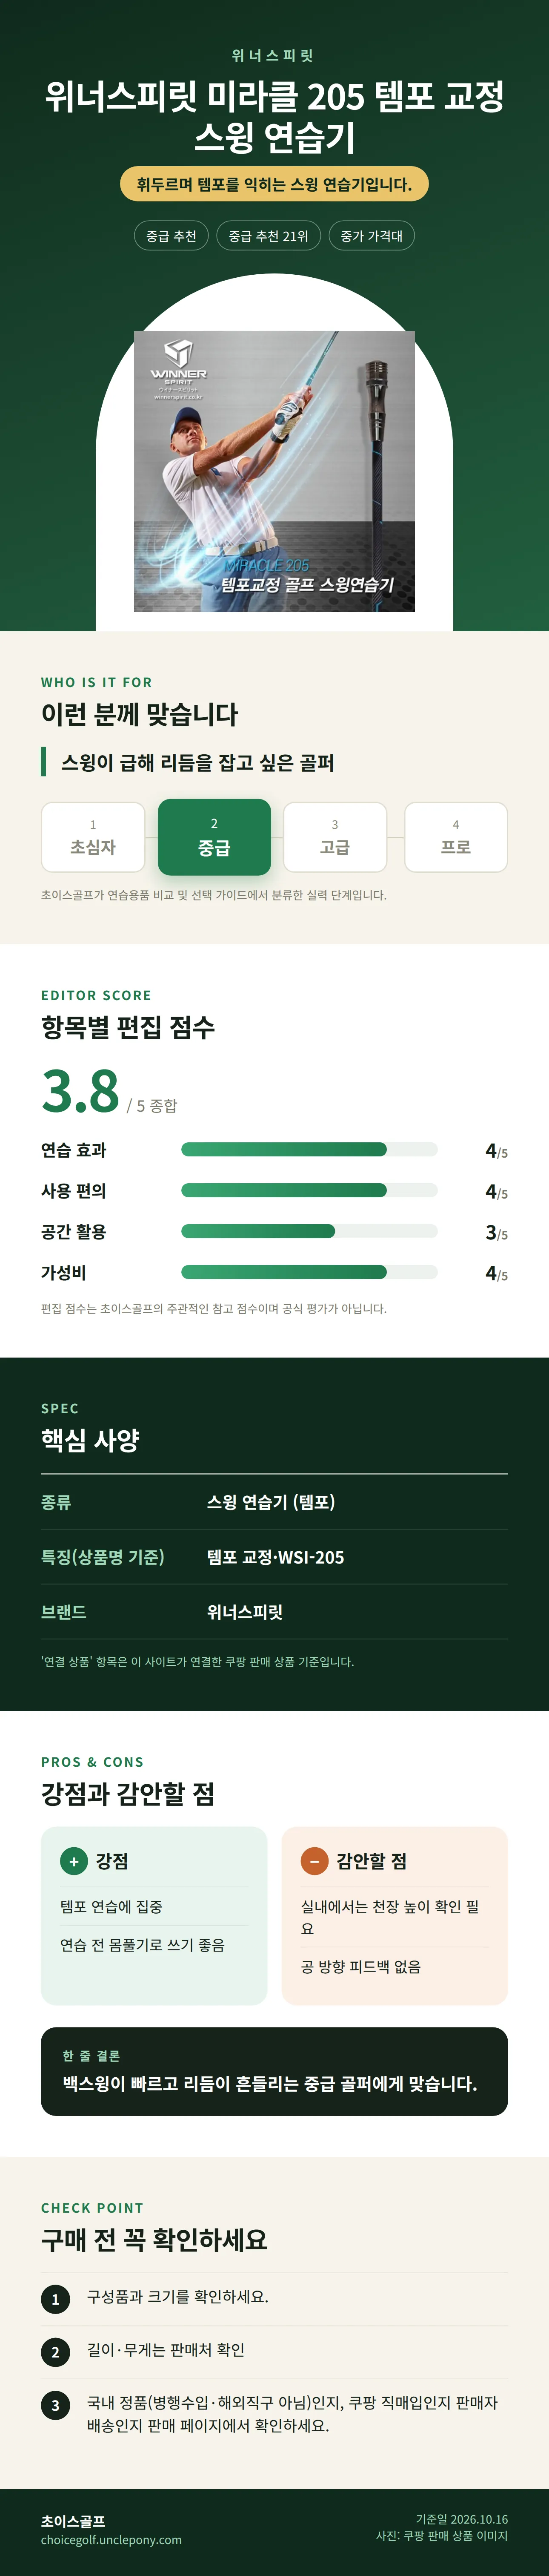 위너스피릿
위너스피릿 미라클 205 템포 교정
스윙 연습기
휘두르며 템포를 익히는 스윙 연습기입니다.
중급 추천
중급 추천 21위
중가 가격대
WINNER
SPIRIT
winnerspirit.co.kr
MIRACLE 205
템포교정 골프 스윙연습기
WHO IS IT FOR
이런 분께 맞습니다
스윙이 급해 리듬을 잡고 싶은 골퍼
1
초심자
2
중급
3
고급
4
프로
초이스골프가 연습용품 비교 및 선택 가이드에서 분류한 실력 단계입니다.
EDITOR SCORE
항목별 편집 점수
3.8 / 5 종합
연습 효과 4/5
사용 편의 4/5
공간 활용 3/5
가성비 4/5
편집 점수는 초이스골프의 주관적인 참고 점수이며 공식 평가가 아닙니다.
SPEC
핵심 사양
종류 스윙 연습기 (템포)
특징(상품명 기준) 템포 교정·WSI-205
브랜드 위너스피릿
'연결 상품' 항목은 이 사이트가 연결한 쿠팡 판매 상품 기준입니다.
PROS & CONS
강점과 감안할 점
+ 강점
템포 연습에 집중
연습 전 몸풀기로 쓰기 좋음
− 감안할 점
실내에서는 천장 높이 확인 필
요
공 방향 피드백 없음
한 줄 결론
백스윙이 빠르고 리듬이 흔들리는 중급 골퍼에게 맞습니다.
CHECK POINT
구매 전 꼭 확인하세요
1 구성품과 크기를 확인하세요.
2 길이·무게는 판매처 확인
3 국내 정품(병행수입·해외직구 아님)인지, 쿠팡 직매입인지 판매자
배송인지 판매 페이지에서 확인하세요.
초이스골프
choicegolf.unclepony.com
기준일 2026.10.16
사진: 쿠팡 판매 상품 이미지